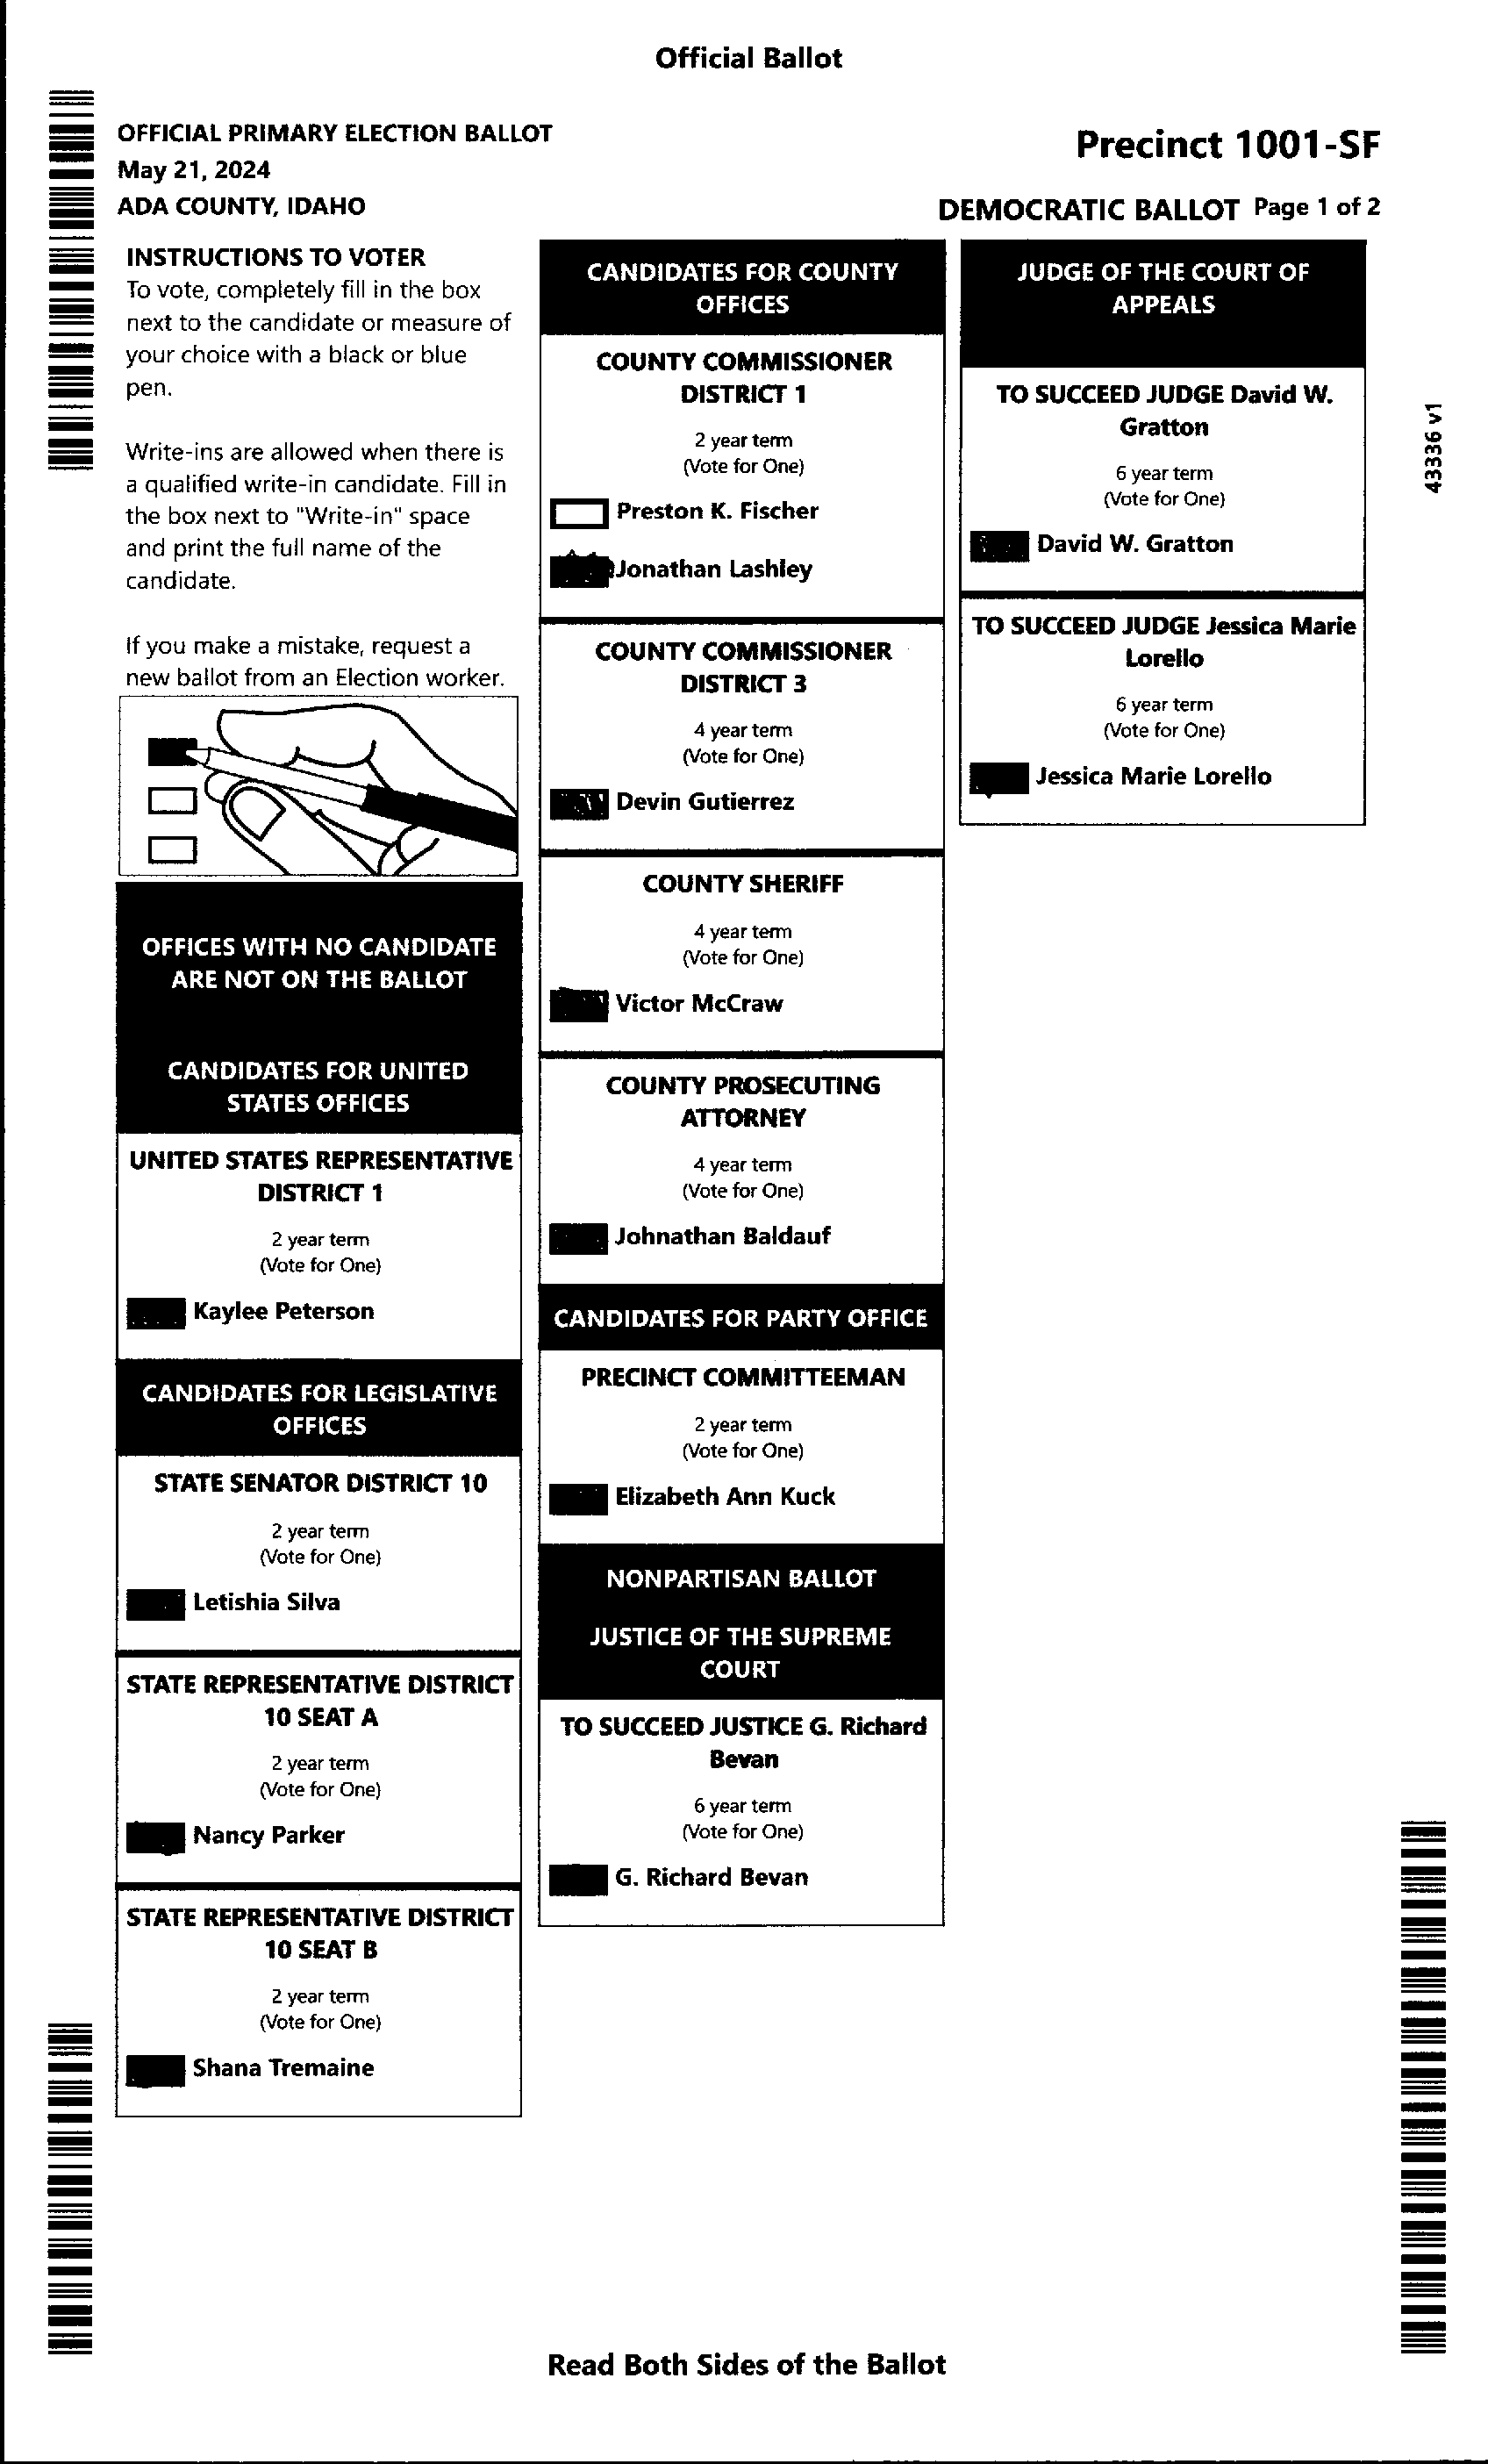 Official Ballot
OFFICIAL PRIMARY ELECTION BALLOT
May 21, 2024
ADA COUNTY, IDAHO
Precinct 1001-SF
DEMOCRATIC BALLOT Page 1 of 2
INSTRUCTIONS TO VOTER
To vote, completely fill in the box
next to the candidate or measure of
your choice with a black or blue
pen.
Write-ins are allowed when there is
a qualified write-in candidate. Fill in
the box next to "Write-in" space
and print the full name of the
candidate.
If you make a mistake, request a
new ballot from an Election worker.
OFFICES WITH NO CANDIDATE
ARE NOT ON THE BALLOT
CANDIDATES FOR UNITED
STATES OFFICES
UNITED STATES REPRESENTATIVE
DISTRICT 1
2 year term
(Vote for One)
Kaylee Peterson
CANDIDATES FOR LEGISLATIVE
OFFICES
STATE SENATOR DISTRICT 10
2 year term
(Vote for One)
Letishia Silva
STATE REPRESENTATIVE DISTRICT
10 SEAT A
2 year term
(Vote for One)
Nancy Parker
STATE REPRESENTATIVE DISTRICT
10 SEAT B
2 year term
(Vote for One)
Shana Tremaine
CANDIDATES FOR COUNTY
OFFICES
COUNTY COMMISSIONER
DISTRICT 1
2 year term
(Vote for One)
Preston K. Fischer
Jonathan Lashley
COUNTY COMMISSIONER
DISTRICT 3
4 year term
(Vote for One)
Devin Gutierrez
COUNTY SHERIFF
4 year term
(Vote for One)
Victor McCraw
COUNTY PROSECUTING
ATTORNEY
4 year term
(Vote for One)
Johnathan Baldauf
CANDIDATES FOR PARTY OFFICE
PRECINCT COMMITTEEMAN
2 year term
(Vote for One)
Elizabeth Ann Kuck
NONPARTISAN BALLOT
JUSTICE OF THE SUPREME
COURT
TO SUCCEED JUSTICE G. Richard
Bevan
6 year term
(Vote for One)
G. Richard Bevan
JUDGE OF THE COURT OF
APPEALS
TO SUCCEED JUDGE David W.
Gratton
6 year term
(Vote for One)
David W. Gratton
TO SUCCEED JUDGE Jessica Marie
Lorello
6 year term
(Vote for One)
Jessica Marie Lorello
43336 v1
Read Both Sides of the Ballot